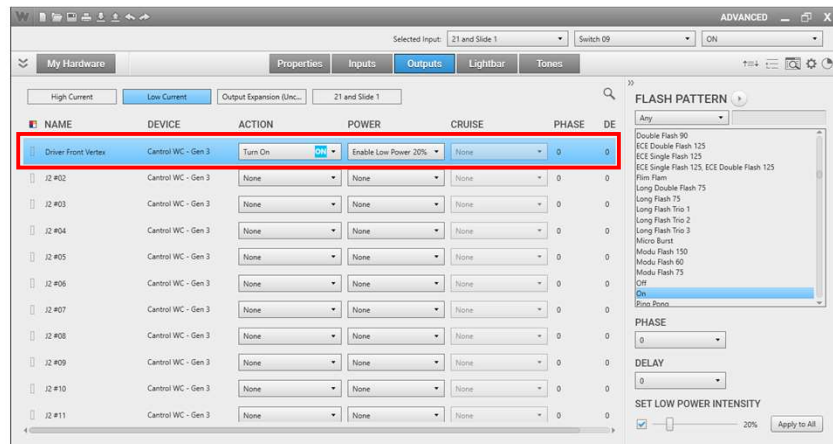 W ADVANCED
Selected Input: 21 and Slide 1 Switch 09 ON
My Hardware Properties Inputs Outputs Lightbar Tones
High Current Low Current Output Expansion (Unc... 21 and Slide 1
NAME DEVICE ACTION POWER CRUISE PHASE DE
Driver Front Vertex Cantrol WC - Gen 3 Turn On ON Enable Low Power 20% None 0 0
J2 #02 Cantrol WC - Gen 3 None None None 0 0
J2 #03 Cantrol WC - Gen 3 None None None 0 0
J2 #04 Cantrol WC - Gen 3 None None None 0 0
J2 #05 Cantrol WC - Gen 3 None None None 0 0
J2 #06 Cantrol WC - Gen 3 None None None 0 0
J2 #07 Cantrol WC - Gen 3 None None None 0 0
J2 #08 Cantrol WC - Gen 3 None None None 0 0
J2 #09 Cantrol WC - Gen 3 None None None 0 0
J2 #10 Cantrol WC - Gen 3 None None None 0 0
J2 #11 Cantrol WC - Gen 3 None None None 0 0
FLASH PATTERN
Any
Double Flash 90
ECE Double Flash 125
ECE Single Flash 125
ECE Single Flash 125, ECE Double Flash 125
Flim Flam
Long Double Flash 75
Long Flash 75
Long Flash Trio 1
Long Flash Trio 2
Long Flash Trio 3
Micro Burst
Modu Flash 150
Modu Flash 60
Modu Flash 75
Off
On
Ping Pong
PHASE
0
DELAY
0
SET LOW POWER INTENSITY
20% Apply to All